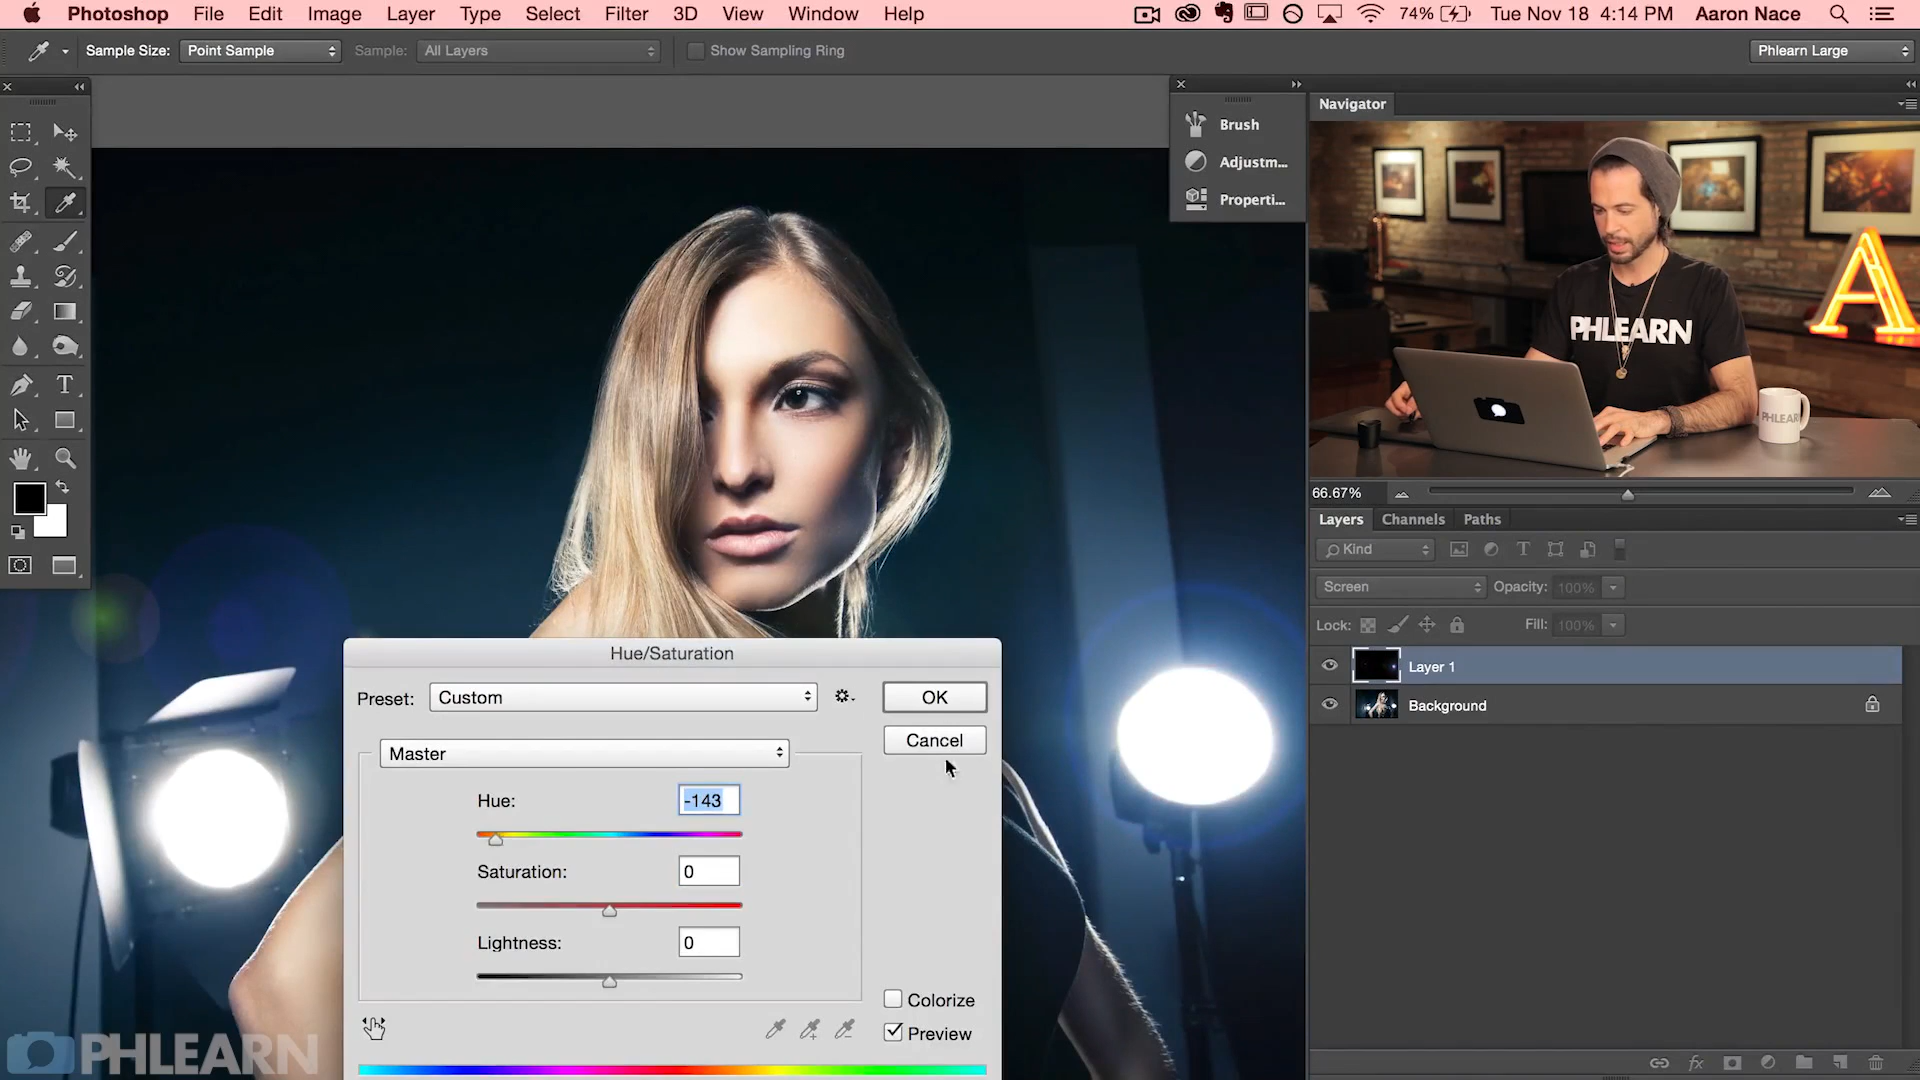 Photoshop File Edit Image Layer Type Select Filter 3D View Window Help 74% Tue Nov 18 4:14 PM Aaron Nace
Sample Size: Point Sample Sample: All Layers Show Sampling Ring Phlearn Large
Brush
Adjustm...
Properti...
Navigator
PHLEARN
A
PHLEARN
66.67%
Layers Channels Paths
Kind T
Screen Opacity: 100%
Lock: Fill: 100%
Layer 1
Background
fx
T
Hue/Saturation
Preset: Custom OK
Cancel
Master
Hue: -143
Saturation: 0
Lightness: 0
Colorize
Preview
PHLEARN